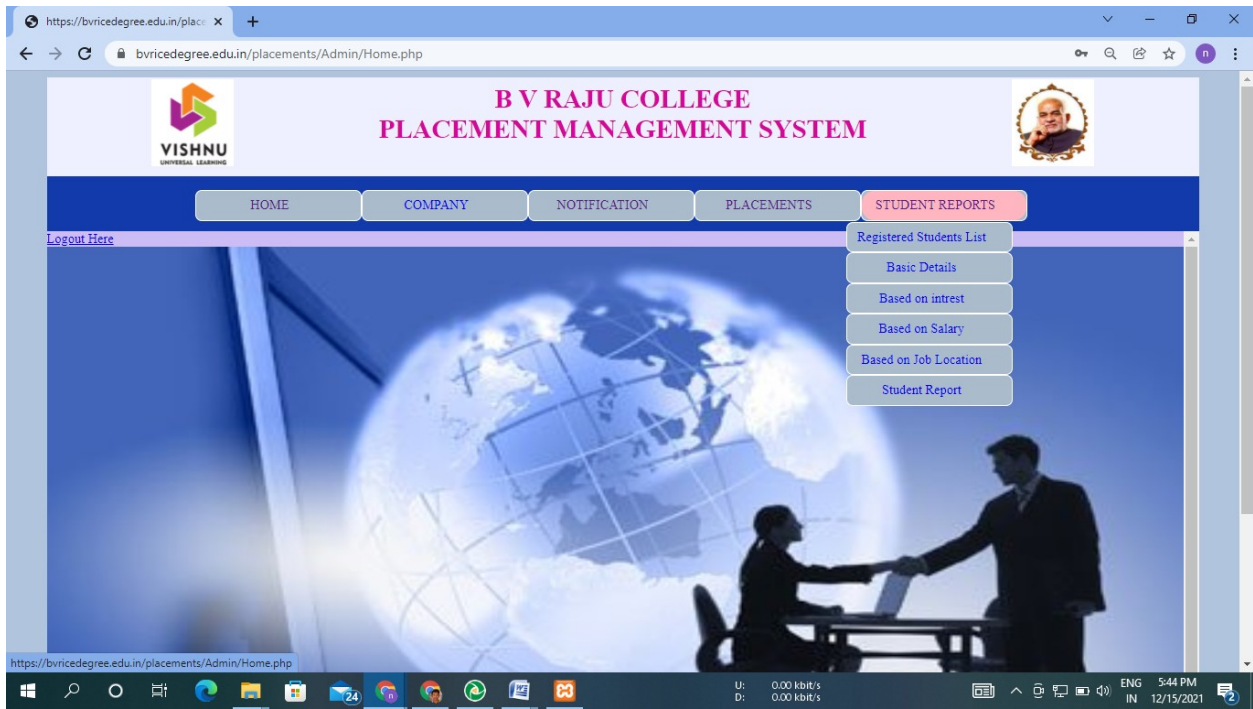 https://bvricedegree.edu.in/place
bvricedegree.edu.in/placements/Admin/Home.php
n
VISHNU
UNIVERSAL LEARNING
B V RAJU COLLEGE
PLACEMENT MANAGEMENT SYSTEM
HOME
COMPANY
NOTIFICATION
PLACEMENTS
STUDENT REPORTS
Logout Here
Registered Students List
Basic Details
Based on intrest
Based on Salary
Based on Job Location
Student Report
https://bvricedegree.edu.in/placements/Admin/Home.php
24
n
U: 0.00 kbit/s
D: 0.00 kbit/s
ENG
IN
5:44 PM
12/15/2021
2